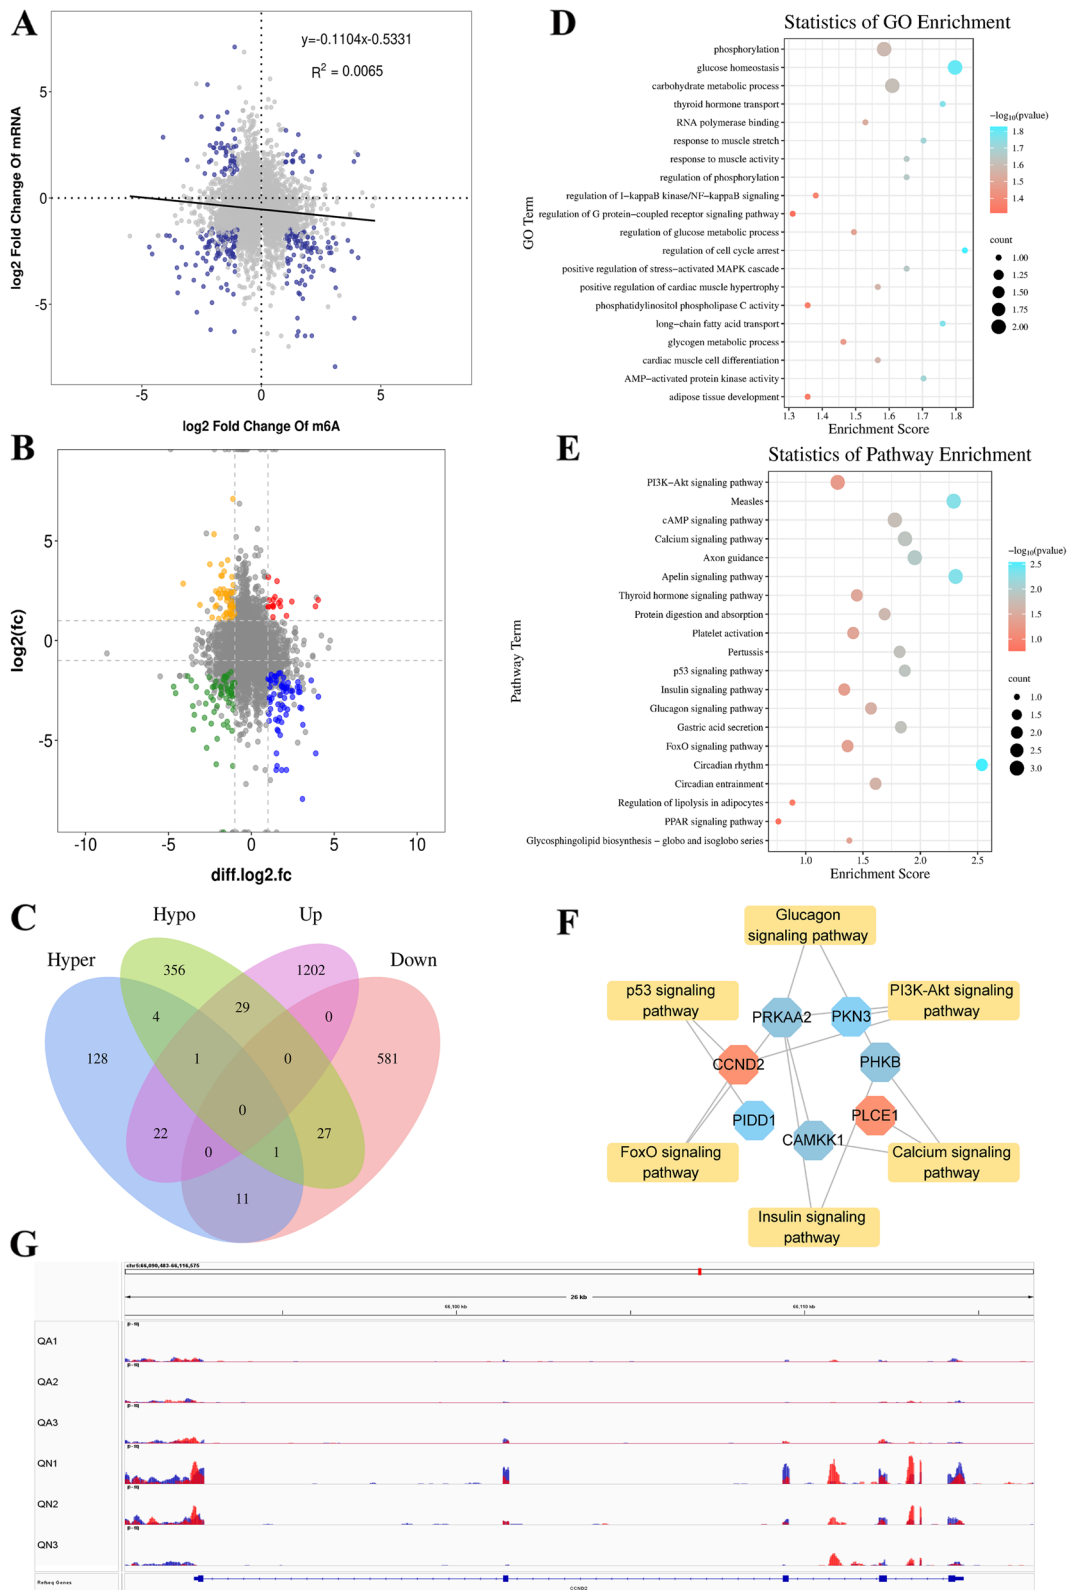 A
y=-0.1104x-0.5331
R2 = 0.0065
log2 Fold Change Of mRNA
5
0
-5
-5
0
5
log2 Fold Change Of m6A
B
log2(fc)
5
0
-5
-10
-5
0
5
10
diff.log2.fc
C
Hyper
Hypo
Up
Down
356
1202
4
29
0
128
1
0
581
0
22
0
1
27
11
D
Statistics of GO Enrichment
GO Term
phosphorylation
glucose homeostasis
carbohydrate metabolic process
thyroid hormone transport
RNA polymerase binding
response to muscle stretch
response to muscle activity
regulation of phosphorylation
regulation of I−kappaB kinase/NF−kappaB signaling
regulation of G protein−coupled receptor signaling pathway
regulation of glucose metabolic process
regulation of cell cycle arrest
positive regulation of stress−activated MAPK cascade
positive regulation of cardiac muscle hypertrophy
phosphatidylinositol phospholipase C activity
long−chain fatty acid transport
glycogen metabolic process
cardiac muscle cell differentiation
AMP−activated protein kinase activity
adipose tissue development
1.3
1.4
1.5
1.6
1.7
1.8
Enrichment Score
−log10(pvalue)
1.8
1.7
1.6
1.5
1.4
count
1.00
1.25
1.50
1.75
2.00
E
Statistics of Pathway Enrichment
Pathway Term
PI3K−Akt signaling pathway
Measles
cAMP signaling pathway
Calcium signaling pathway
Axon guidance
Apelin signaling pathway
Thyroid hormone signaling pathway
Protein digestion and absorption
Platelet activation
Pertussis
p53 signaling pathway
Insulin signaling pathway
Glucagon signaling pathway
Gastric acid secretion
FoxO signaling pathway
Circadian rhythm
Circadian entrainment
Regulation of lipolysis in adipocytes
PPAR signaling pathway
Glycosphingolipid biosynthesis − globo and isoglobo series
1.0
1.5
2.0
2.5
Enrichment Score
−log10(pvalue)
2.5
2.0
1.5
1.0
count
1.0
1.5
2.0
2.5
3.0
F
Glucagon
signaling pathway
p53 signaling
pathway
PI3K-Akt signaling
pathway
PRKAA2
PKN3
CCND2
PHKB
PIDD1
PLCE1
CAMKK1
FoxO signaling
pathway
Calcium signaling
pathway
Insulin signaling
pathway
G
chr5:66,090,483-66,116,575
26 kb
66,100 kb
66,110 kb
QA1
QA2
QA3
QN1
QN2
QN3
RefSeq Genes
CCND2